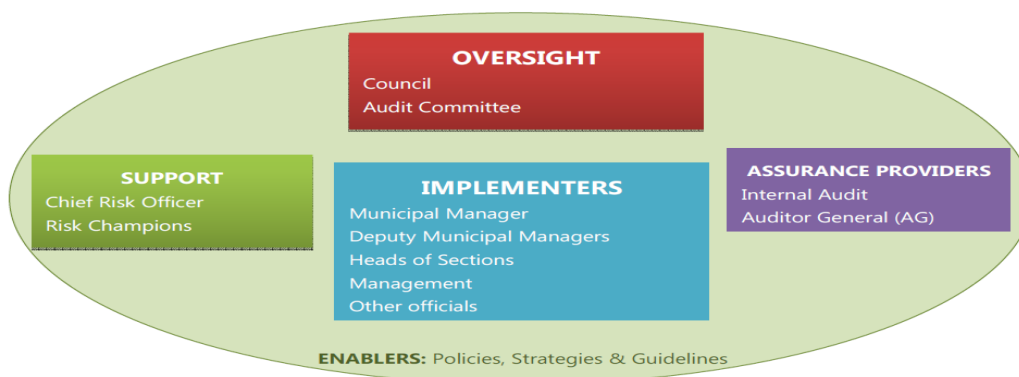 OVERSIGHT
Council
Audit Committee
SUPPORT
Chief Risk Officer
Risk Champions
IMPLEMENTERS
Municipal Manager
Deputy Municipal Managers
Heads of Sections
Management
Other officials
ASSURANCE PROVIDERS
Internal Audit
Auditor General (AG)
ENABLERS: Policies, Strategies & Guidelines